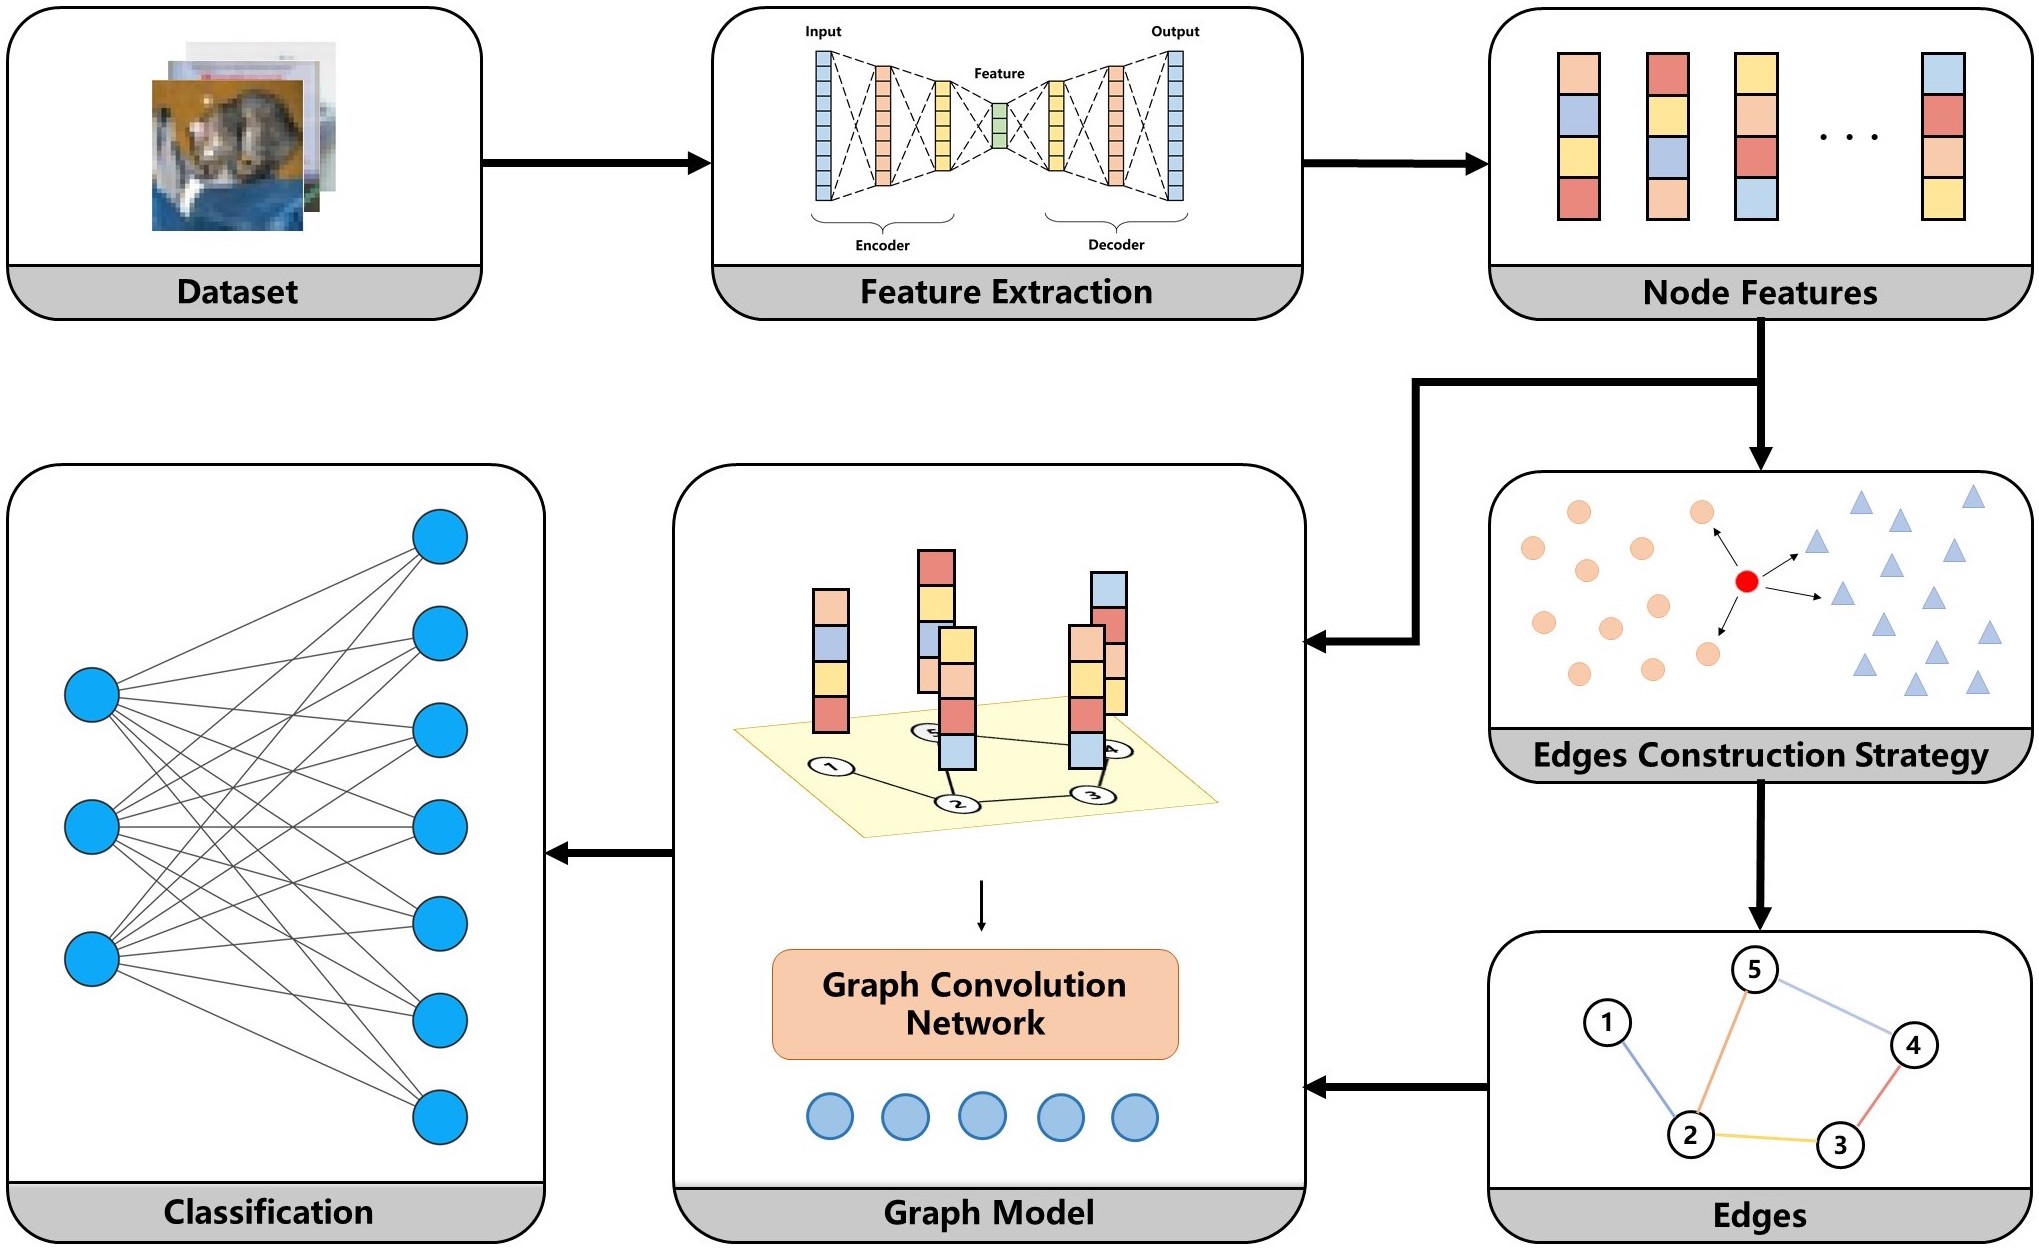 Input
Output
Feature
Encoder
Decoder
Dataset
Feature Extraction
. . .
Node Features
Edges Construction Strategy
5
4
1
2
3
Graph Convolution
Network
5
1
4
2
3
Classification
Graph Model
Edges